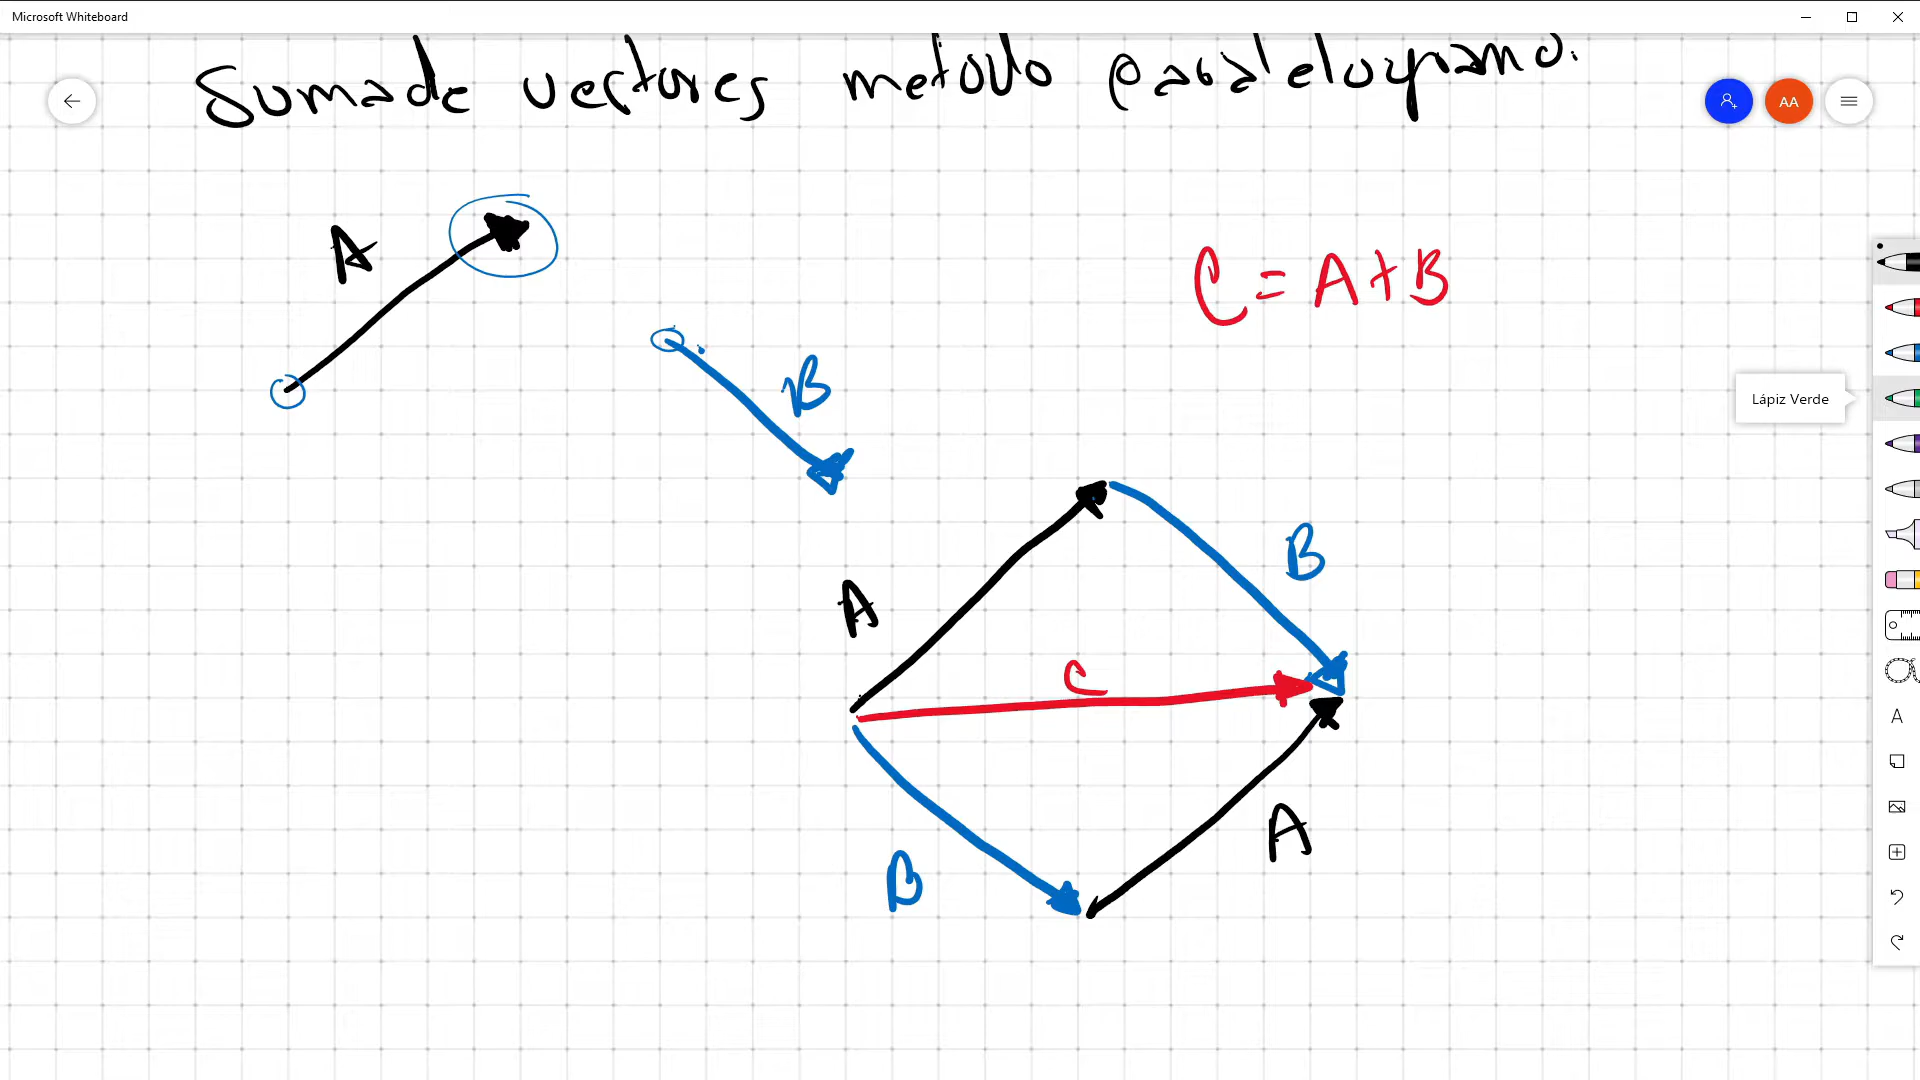 Microsoft Whiteboard
Suma de vectores metodo Paralelogramo.
AA
A
C = A + B
B
Lápiz Verde
B
A
C
A
B
A